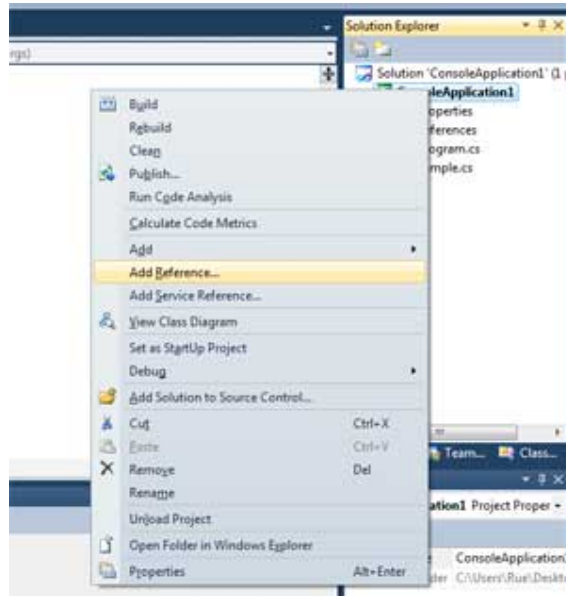 Solution Explorer
rgs)
Solution 'ConsoleApplication1' (1 p
leApplication1
operties
ferences
ogram.cs
mple.cs
Build
Rebuild
Clean
Publish...
Run Code Analysis
Calculate Code Metrics
Add
Add Reference...
Add Service Reference...
View Class Diagram
Set as StartUp Project
Debug
Add Solution to Source Control...
Cut Ctrl+X
Paste Ctrl+V
Remove Del
Rename
Unload Project
Open Folder in Windows Explorer
Properties Alt+Enter
Team... Class...
ation1 Project Proper
ConsoleApplication
der C:\Users\Rue\Deskt